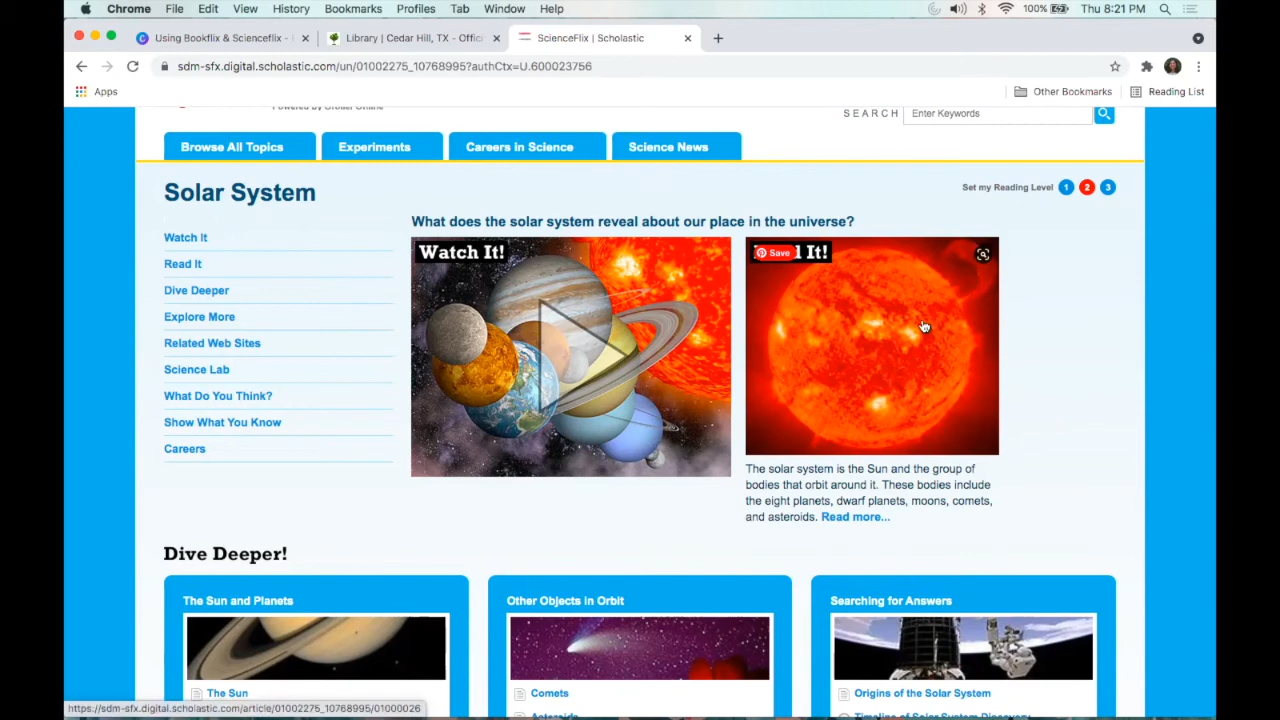 Chrome File Edit View History Bookmarks Profiles Tab Window Help 100% Thu 8:21 PM
Using Bookflix & Scienceflix - Library | Cedar Hill, TX - Offici ScienceFlix | Scholastic
sdm-sfx.digital.scholastic.com/un/01002275_10768995?authCtx=U.600023756
Apps Other Bookmarks Reading List
Powered by Grolier Online
SEARCH Enter Keywords
Browse All Topics Experiments Careers in Science Science News
Solar System
Set my Reading Level 1 2 3
What does the solar system reveal about our place in the universe?
Watch It
Read It
Dive Deeper
Explore More
Related Web Sites
Science Lab
What Do You Think?
Show What You Know
Careers
Watch It!
Save It!
The solar system is the Sun and the group of
bodies that orbit around it. These bodies include
the eight planets, dwarf planets, moons, comets,
and asteroids. Read more...
Dive Deeper!
The Sun and Planets
The Sun
Other Objects in Orbit
Comets
Asteroids
Searching for Answers
Origins of the Solar System
Timeline of Solar System Discovery
https://sdm-sfx.digital.scholastic.com/article/01002275_10768995/01000026